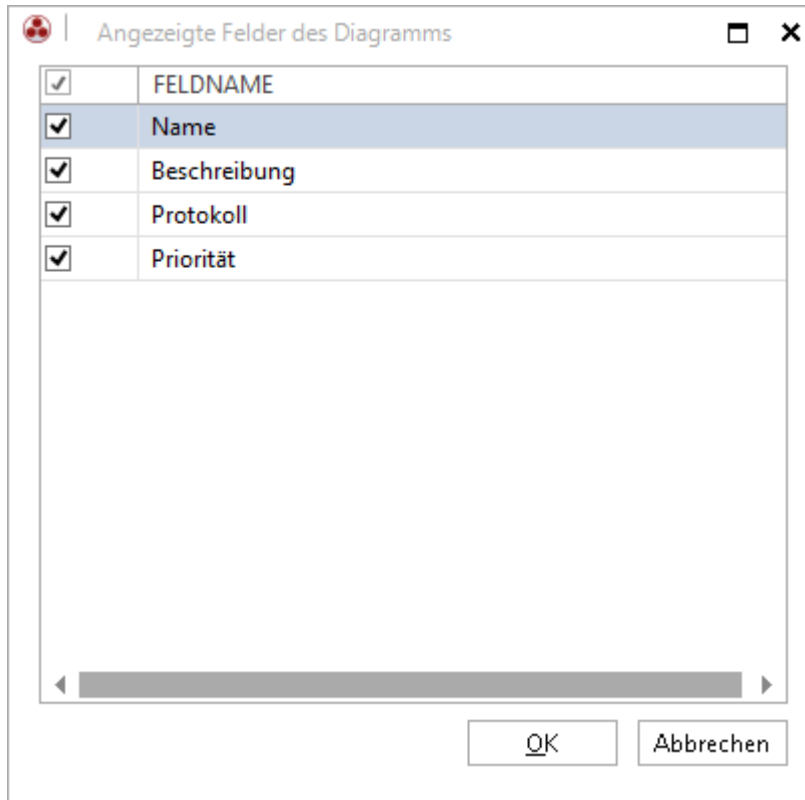 Angezeigte Felder des Diagramms
FELDNAME
Name
Beschreibung
Protokoll
Priorität
OK Abbrechen